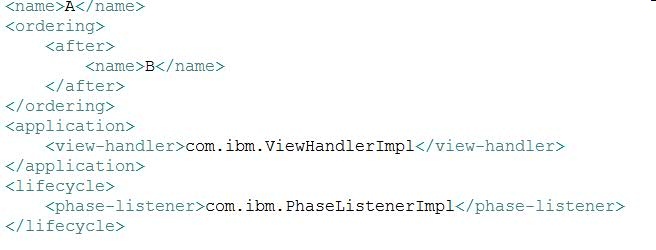 <name>A</name>
<ordering>
<after>
<name>B</name>
</after>
</ordering>
<application>
<view-handler>com.ibm.ViewHandlerImpl</view-handler>
</application>
<lifecycle>
<phase-listener>com.ibm.PhaseListenerImpl</phase-listener>
</lifecycle>